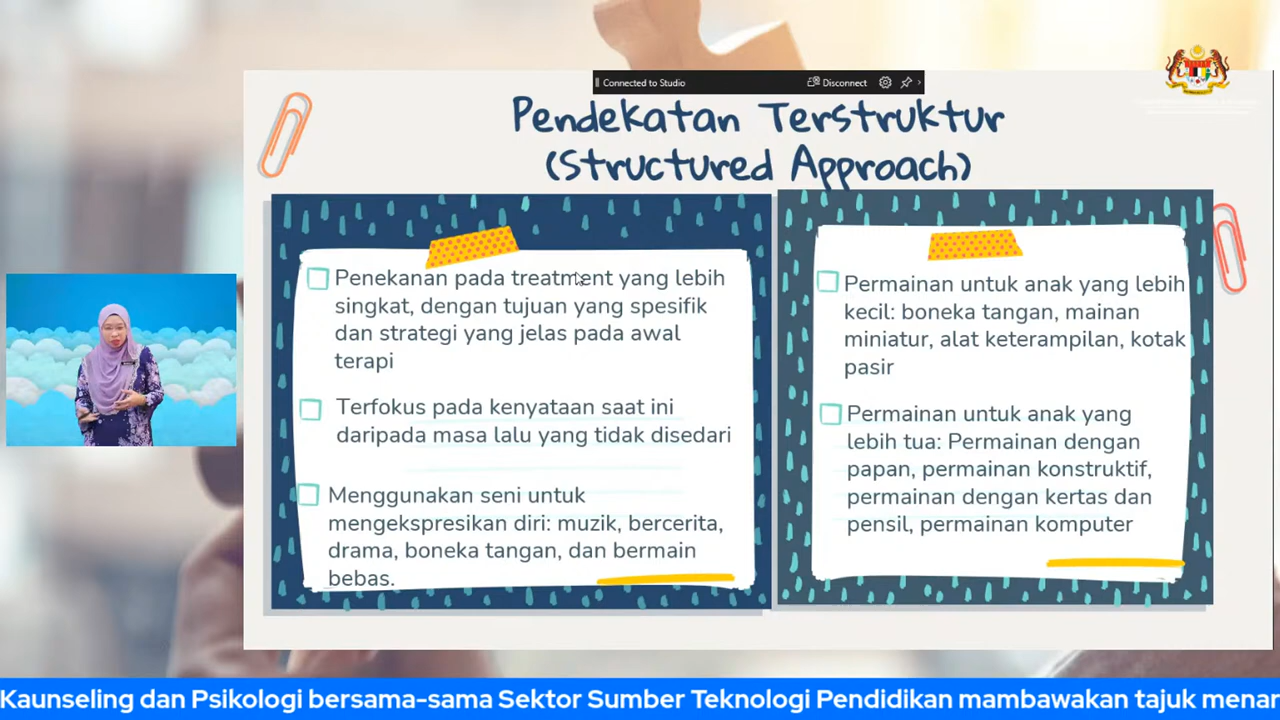 Connected to Studio
Disconnect
Pendekatan Terstruktur
(Structured Approach)
Penekanan pada treatment yang lebih
singkat, dengan tujuan yang spesifik
dan strategi yang jelas pada awal
terapi
Terfokus pada kenyataan saat ini
daripada masa lalu yang tidak disedari
Menggunakan seni untuk
mengekspresikan diri: muzik, bercerita,
drama, boneka tangan, dan bermain
bebas.
Permainan untuk anak yang lebih
kecil: boneka tangan, mainan
miniatur, alat keterampilan, kotak
pasir
Permainan untuk anak yang
lebih tua: Permainan dengan
papan, permainan konstruktif,
permainan dengan kertas dan
pensil, permainan komputer
Kaunseling dan Psikologi bersama-sama Sektor Sumber Teknologi Pendidikan mambawakan tajuk menar